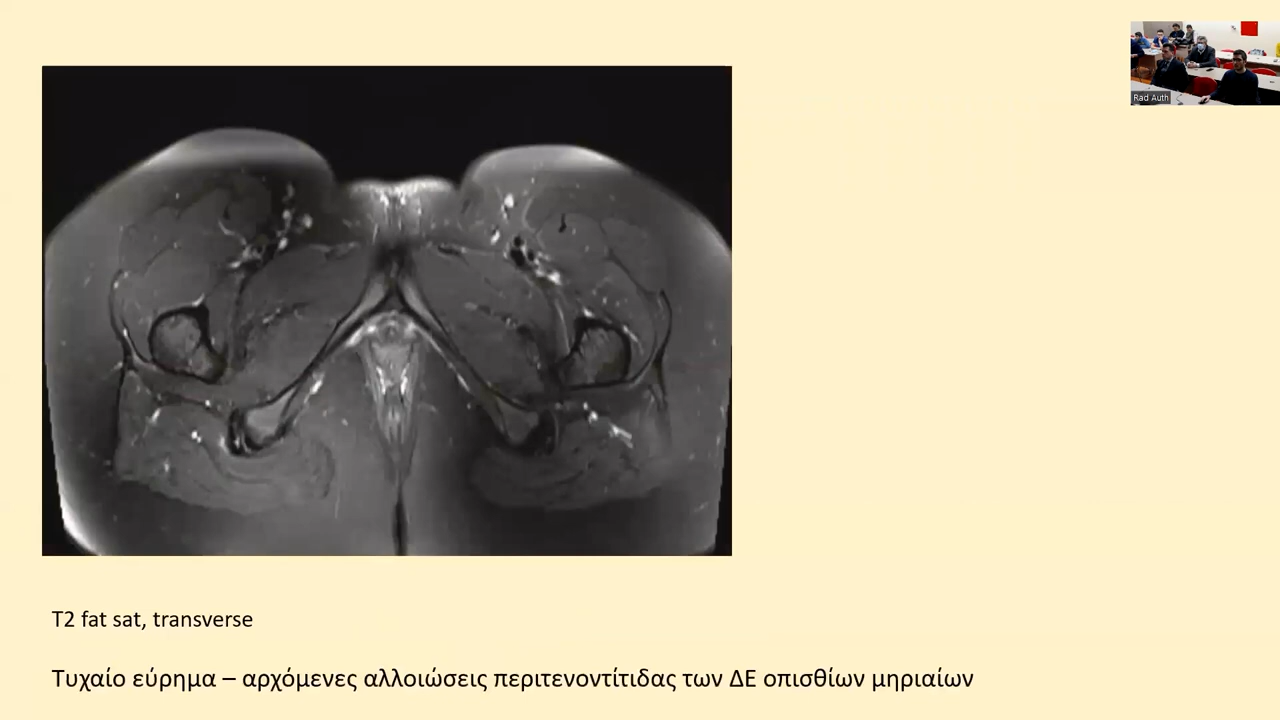 Rad Auth
T2 fat sat, transverse
Τυχαίο εύρημα – αρχόμενες αλλοιώσεις περιτενοντίτιδας των ΔΕ οπισθίων μηριαίων